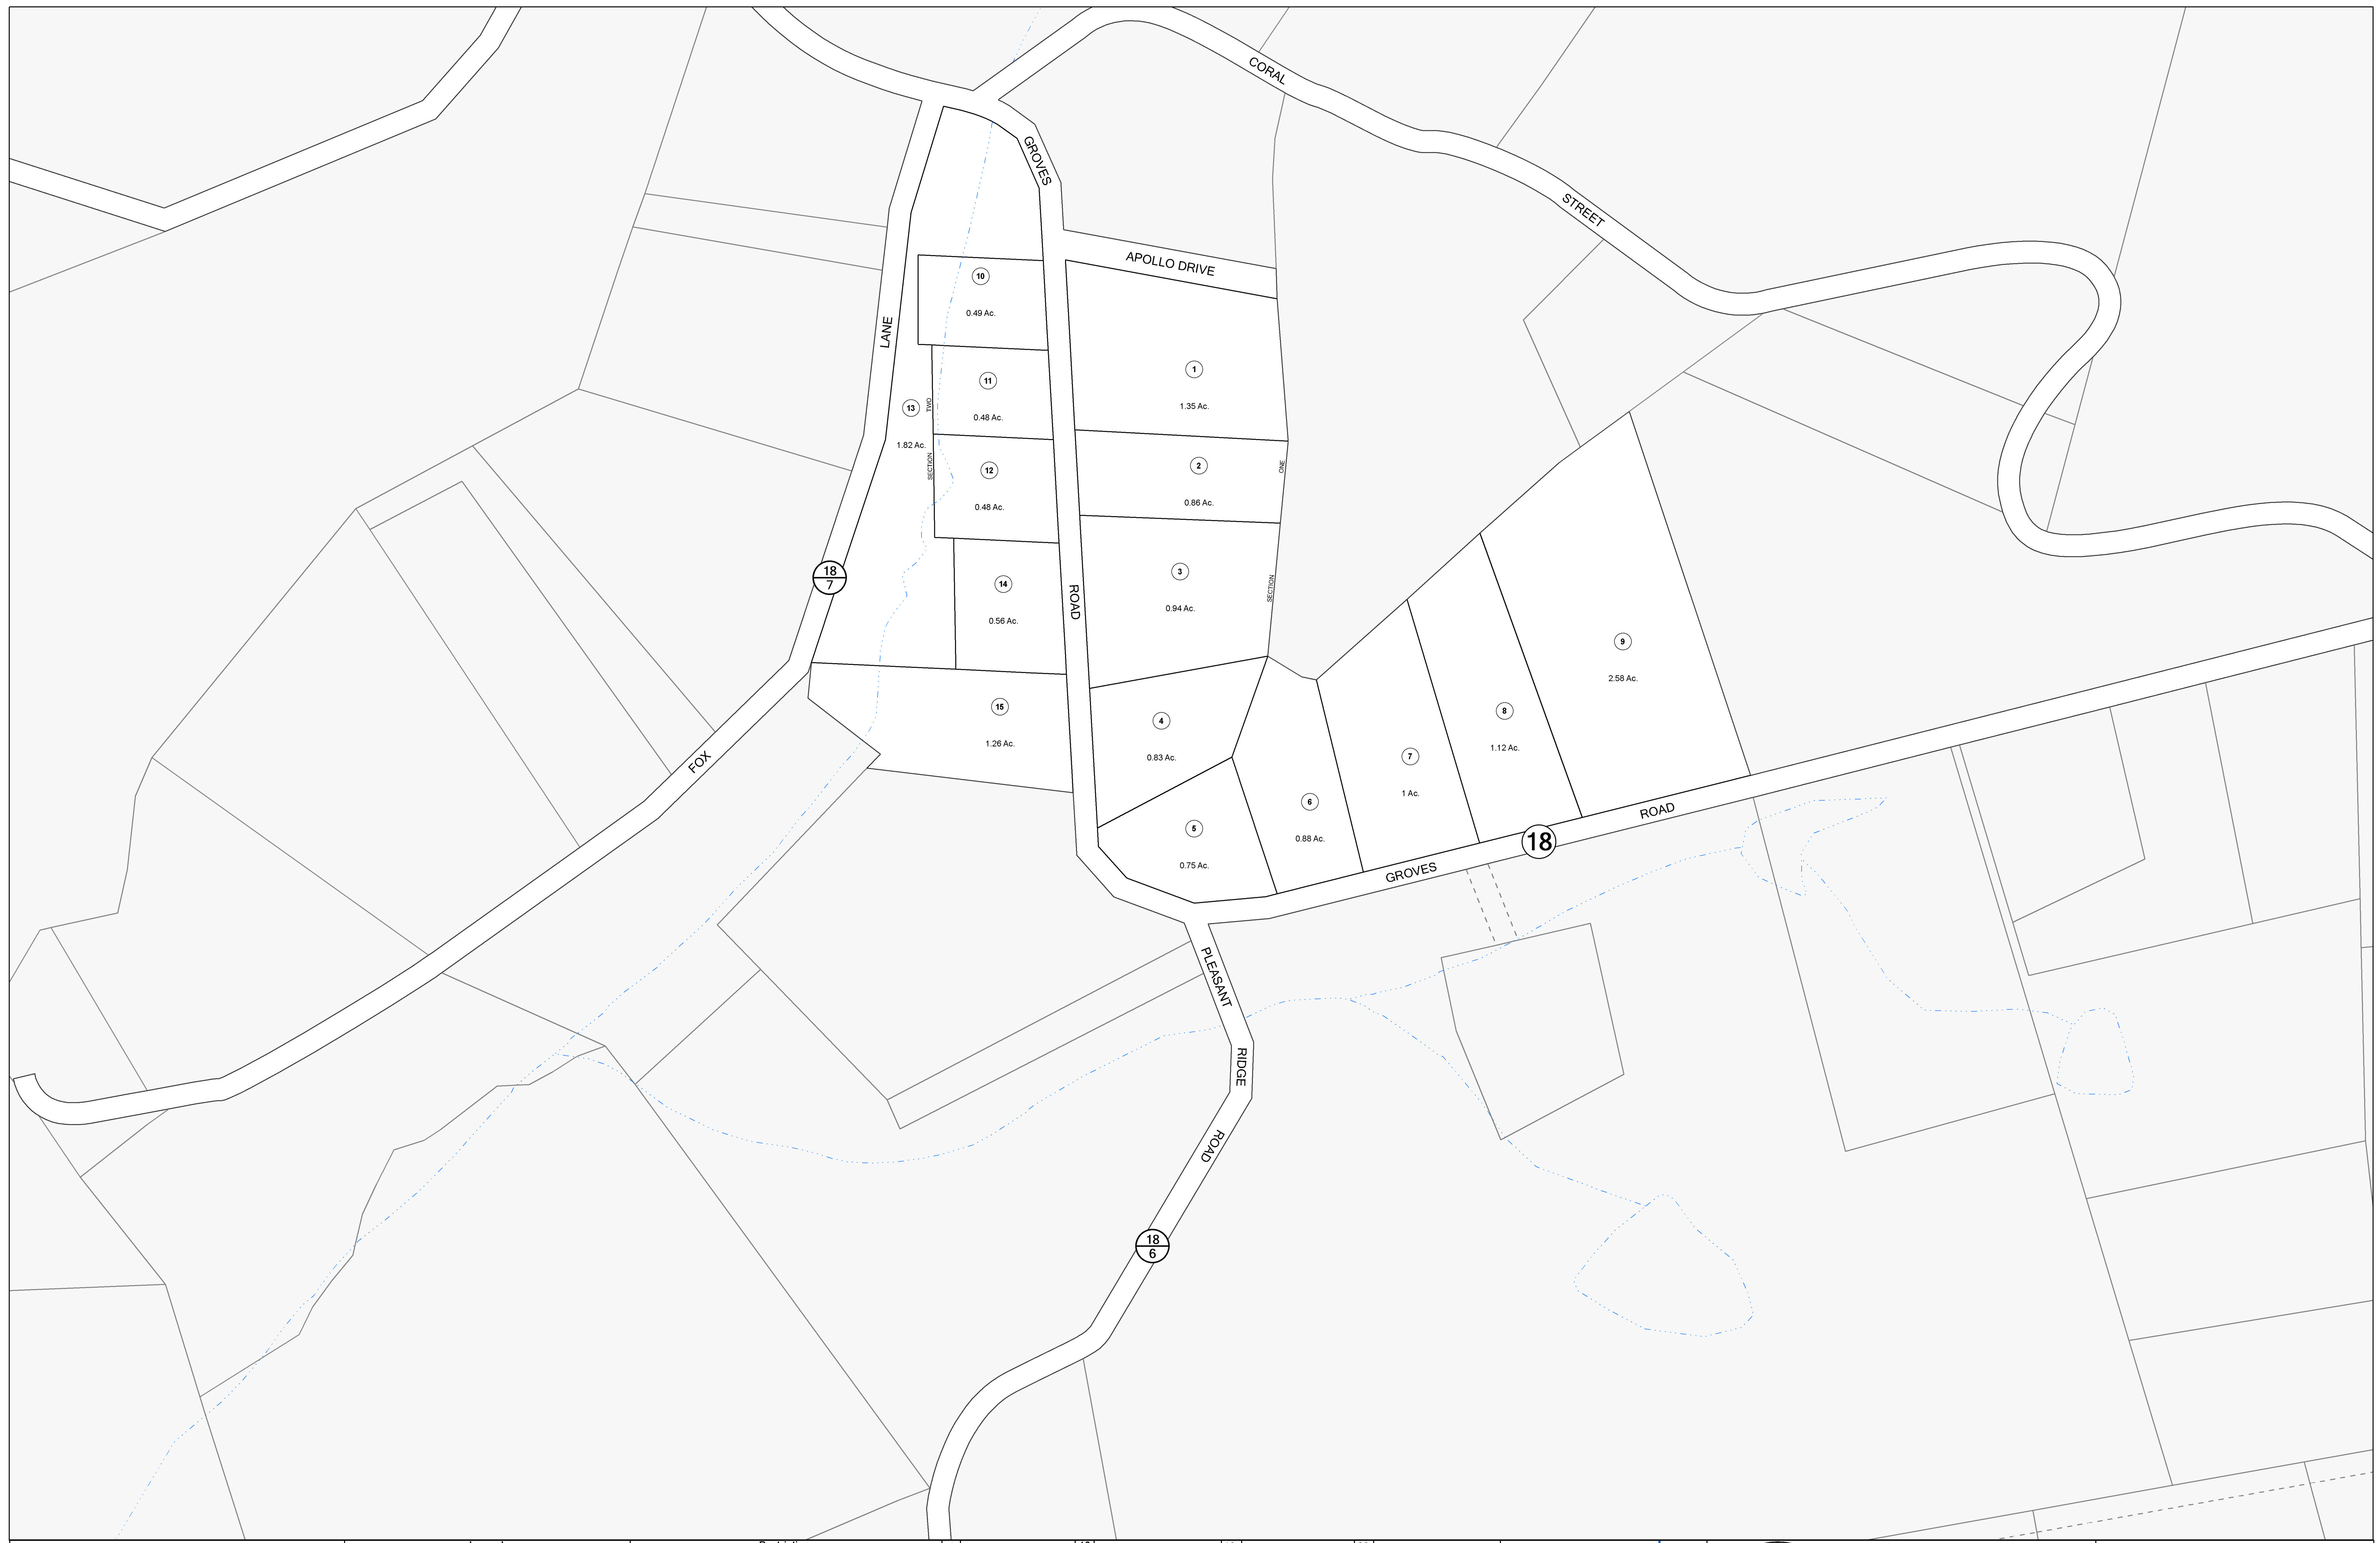 CORAL
GROVES
STREET
APOLLO DRIVE
10
0.49 Ac.
LANE
1
1.35 Ac.
11
0.48 Ac.
13
1.82 Ac.
TWO
SECTION
2
0.86 Ac.
ONE
12
0.48 Ac.
18
7
14
0.56 Ac.
ROAD
3
0.94 Ac.
SECTION
9
2.58 Ac.
15
1.26 Ac.
4
0.83 Ac.
8
1.12 Ac.
FOX
7
1 Ac.
6
0.88 Ac.
5
0.75 Ac.
ROAD
18
GROVES
PLEASANT
RIDGE
ROAD
18
6